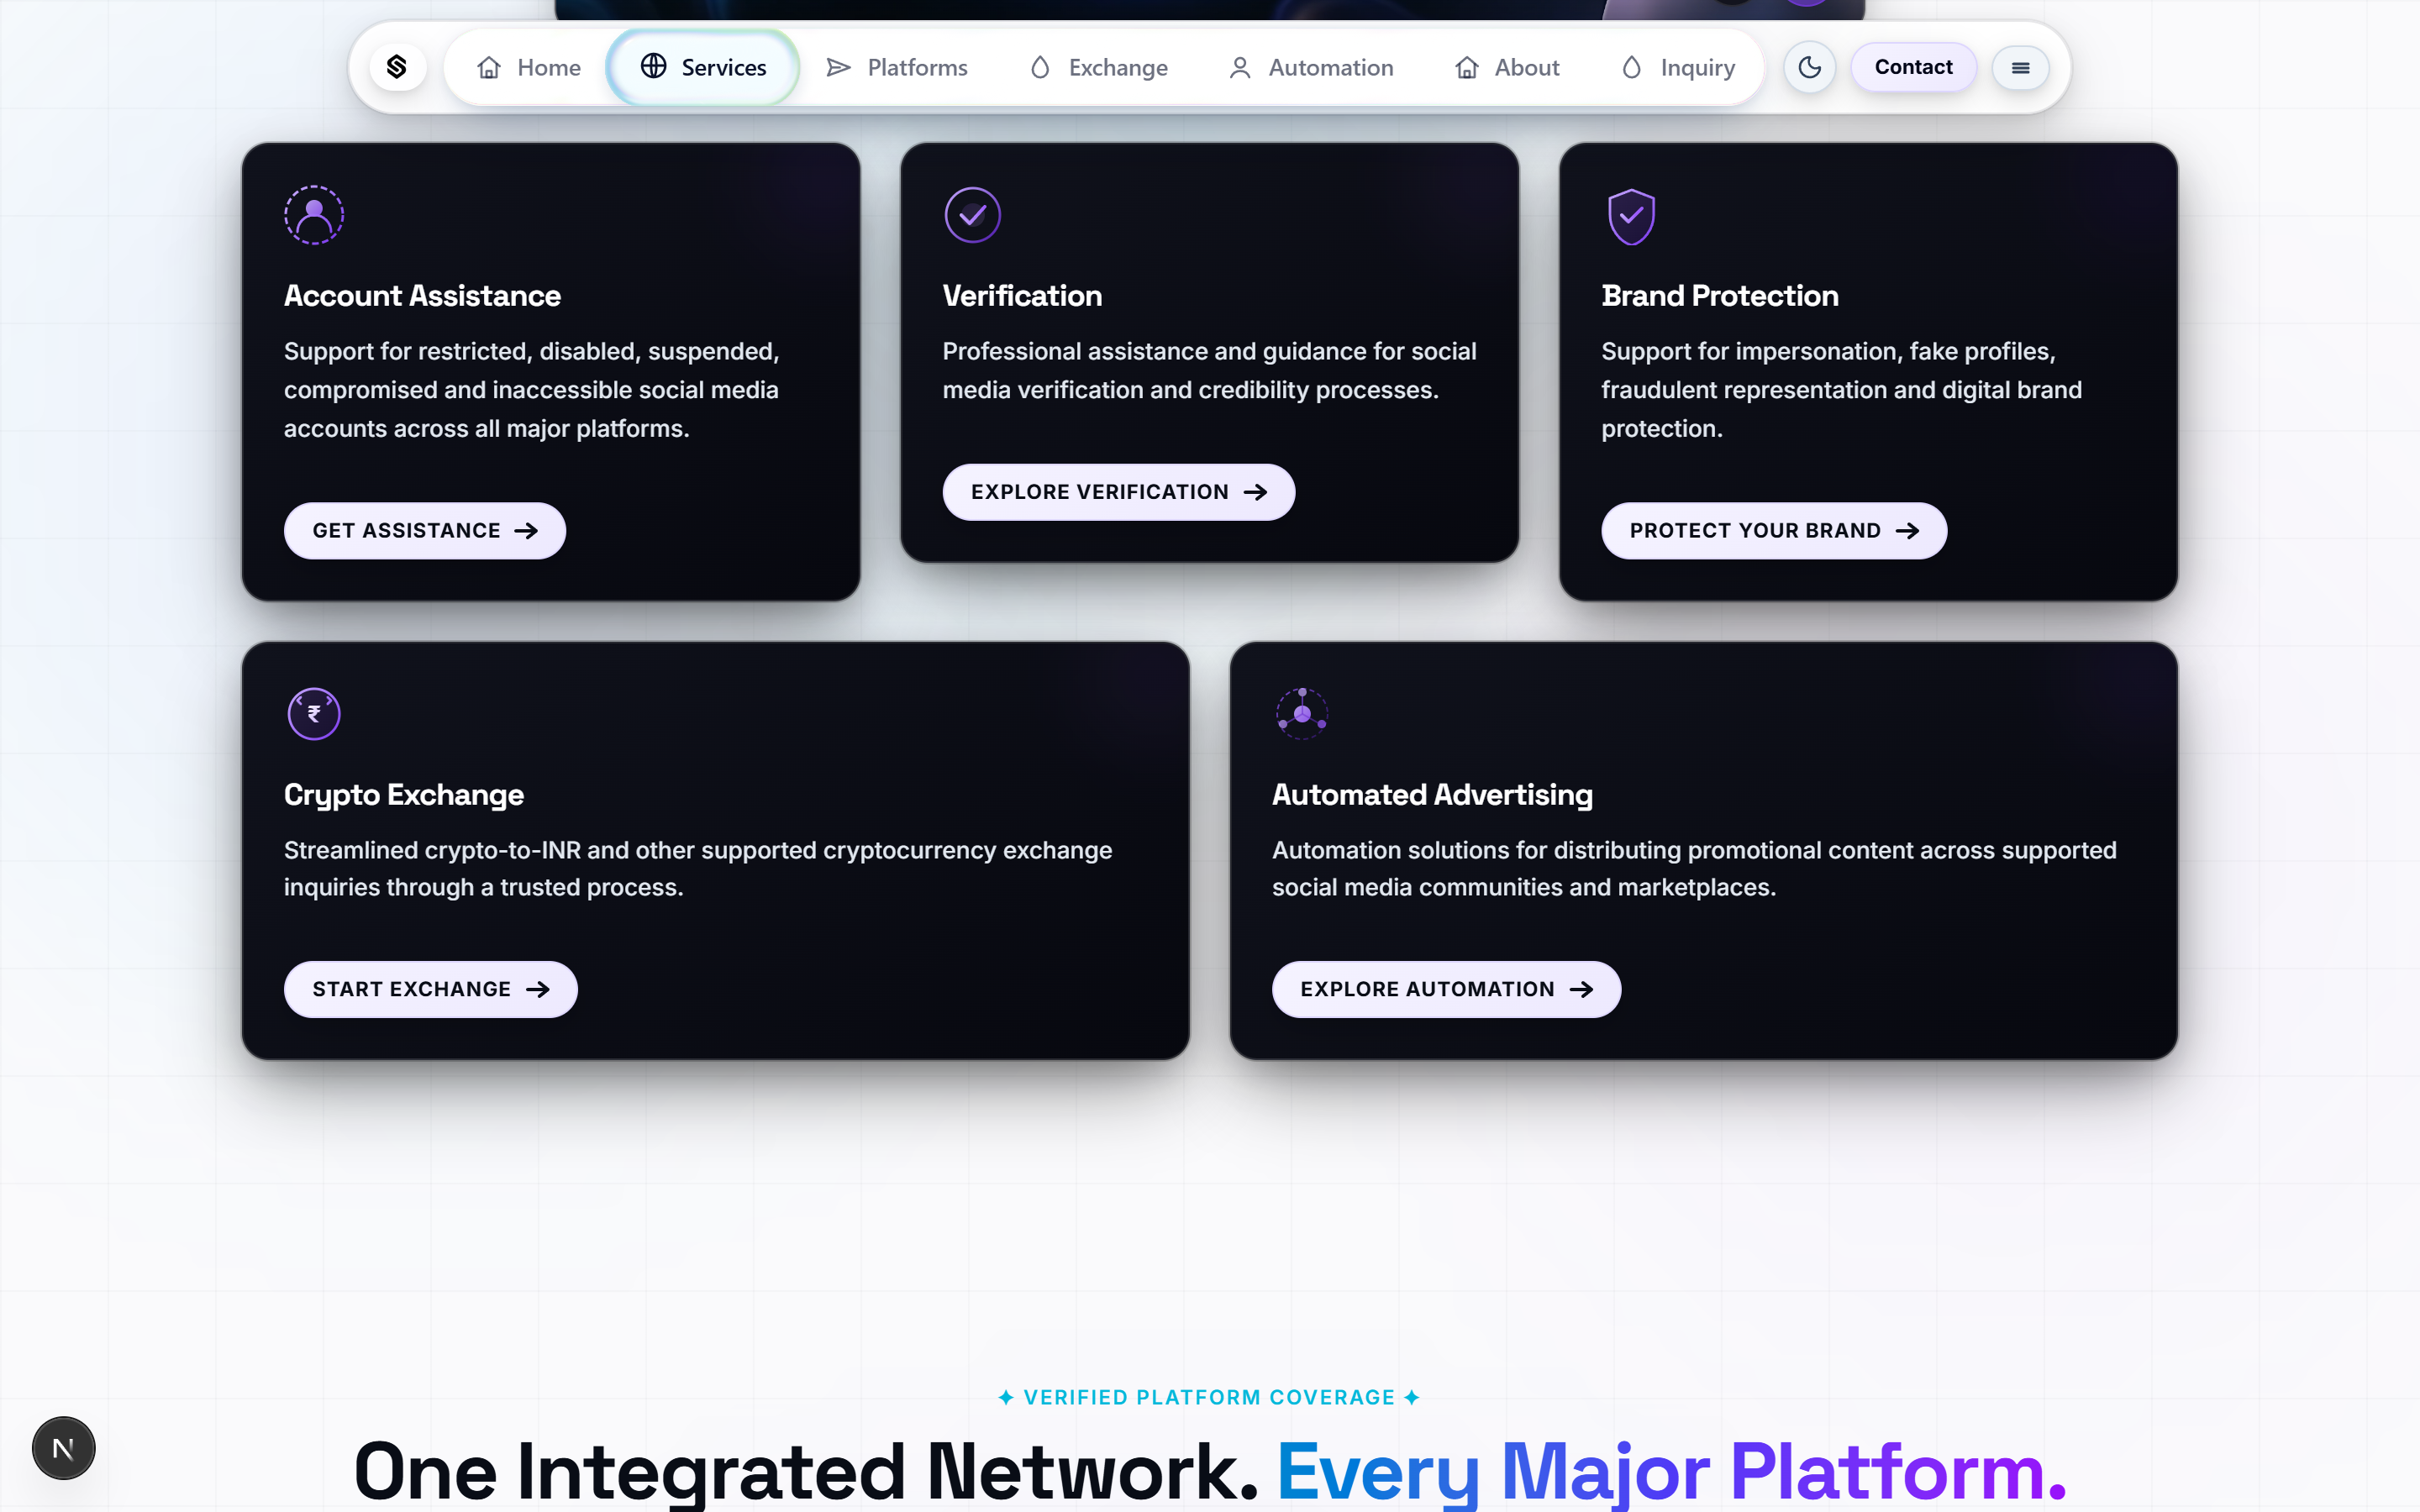 Home
Services
Platforms
Exchange
Automation
About
Inquiry
Contact
Account Assistance
Support for restricted, disabled, suspended,
compromised and inaccessible social media
accounts across all major platforms.
GET ASSISTANCE →
Verification
Professional assistance and guidance for social
media verification and credibility processes.
EXPLORE VERIFICATION →
Brand Protection
Support for impersonation, fake profiles,
fraudulent representation and digital brand
protection.
PROTECT YOUR BRAND →
₹
Crypto Exchange
Streamlined crypto-to-INR and other supported cryptocurrency exchange
inquiries through a trusted process.
START EXCHANGE →
Automated Advertising
Automation solutions for distributing promotional content across supported
social media communities and marketplaces.
EXPLORE AUTOMATION →
✦ VERIFIED PLATFORM COVERAGE ✦
One Integrated Network. Every Major Platform.
N